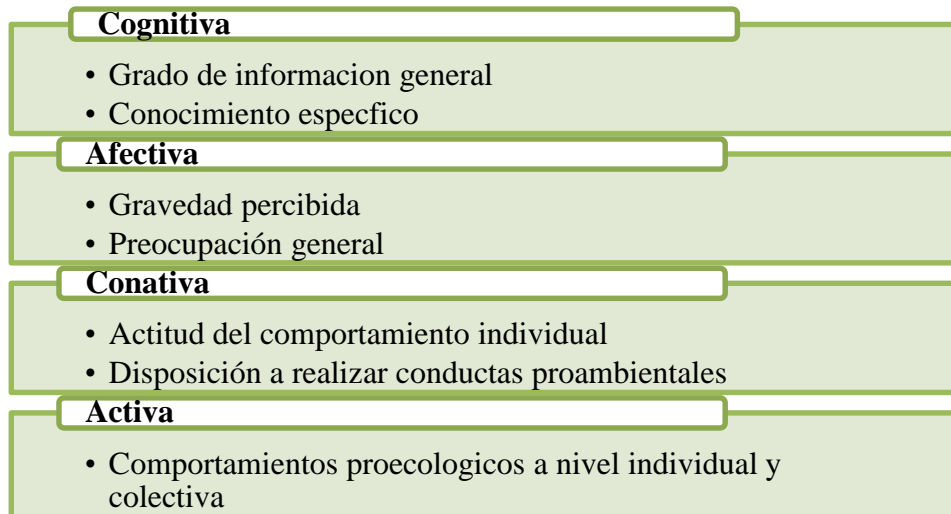 Cognitiva
• Grado de informacion general
• Conocimiento especfico
Afectiva
• Gravedad percibida
• Preocupación general
Conativa
• Actitud del comportamiento individual
• Disposición a realizar conductas proambientales
Activa
• Comportamientos proecologicos a nivel individual y
colectiva